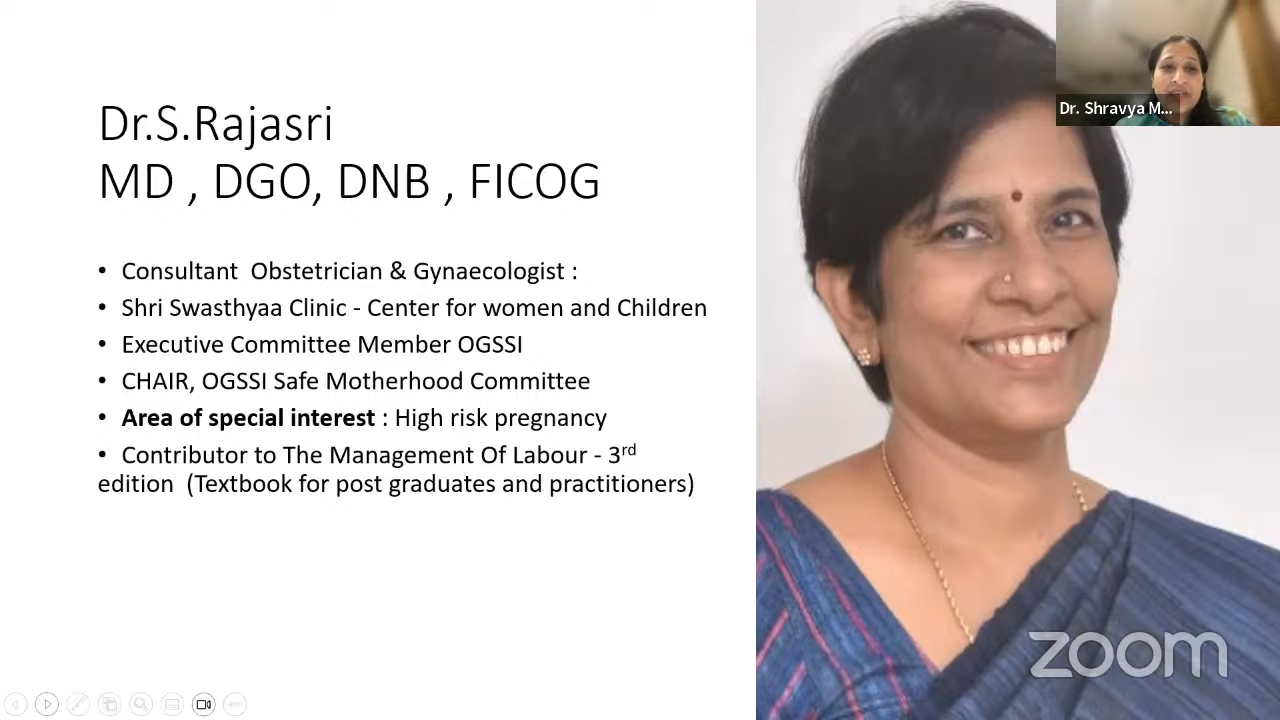 Dr.S.Rajasri
MD , DGO, DNB , FICOG
• Consultant Obstetrician & Gynaecologist :
• Shri Swasthyaa Clinic - Center for women and Children
• Executive Committee Member OGSSI
• CHAIR, OGSSI Safe Motherhood Committee
• Area of special interest : High risk pregnancy
• Contributor to The Management Of Labour - 3rd
edition (Textbook for post graduates and practitioners)
Dr. Shravya M...
zoom